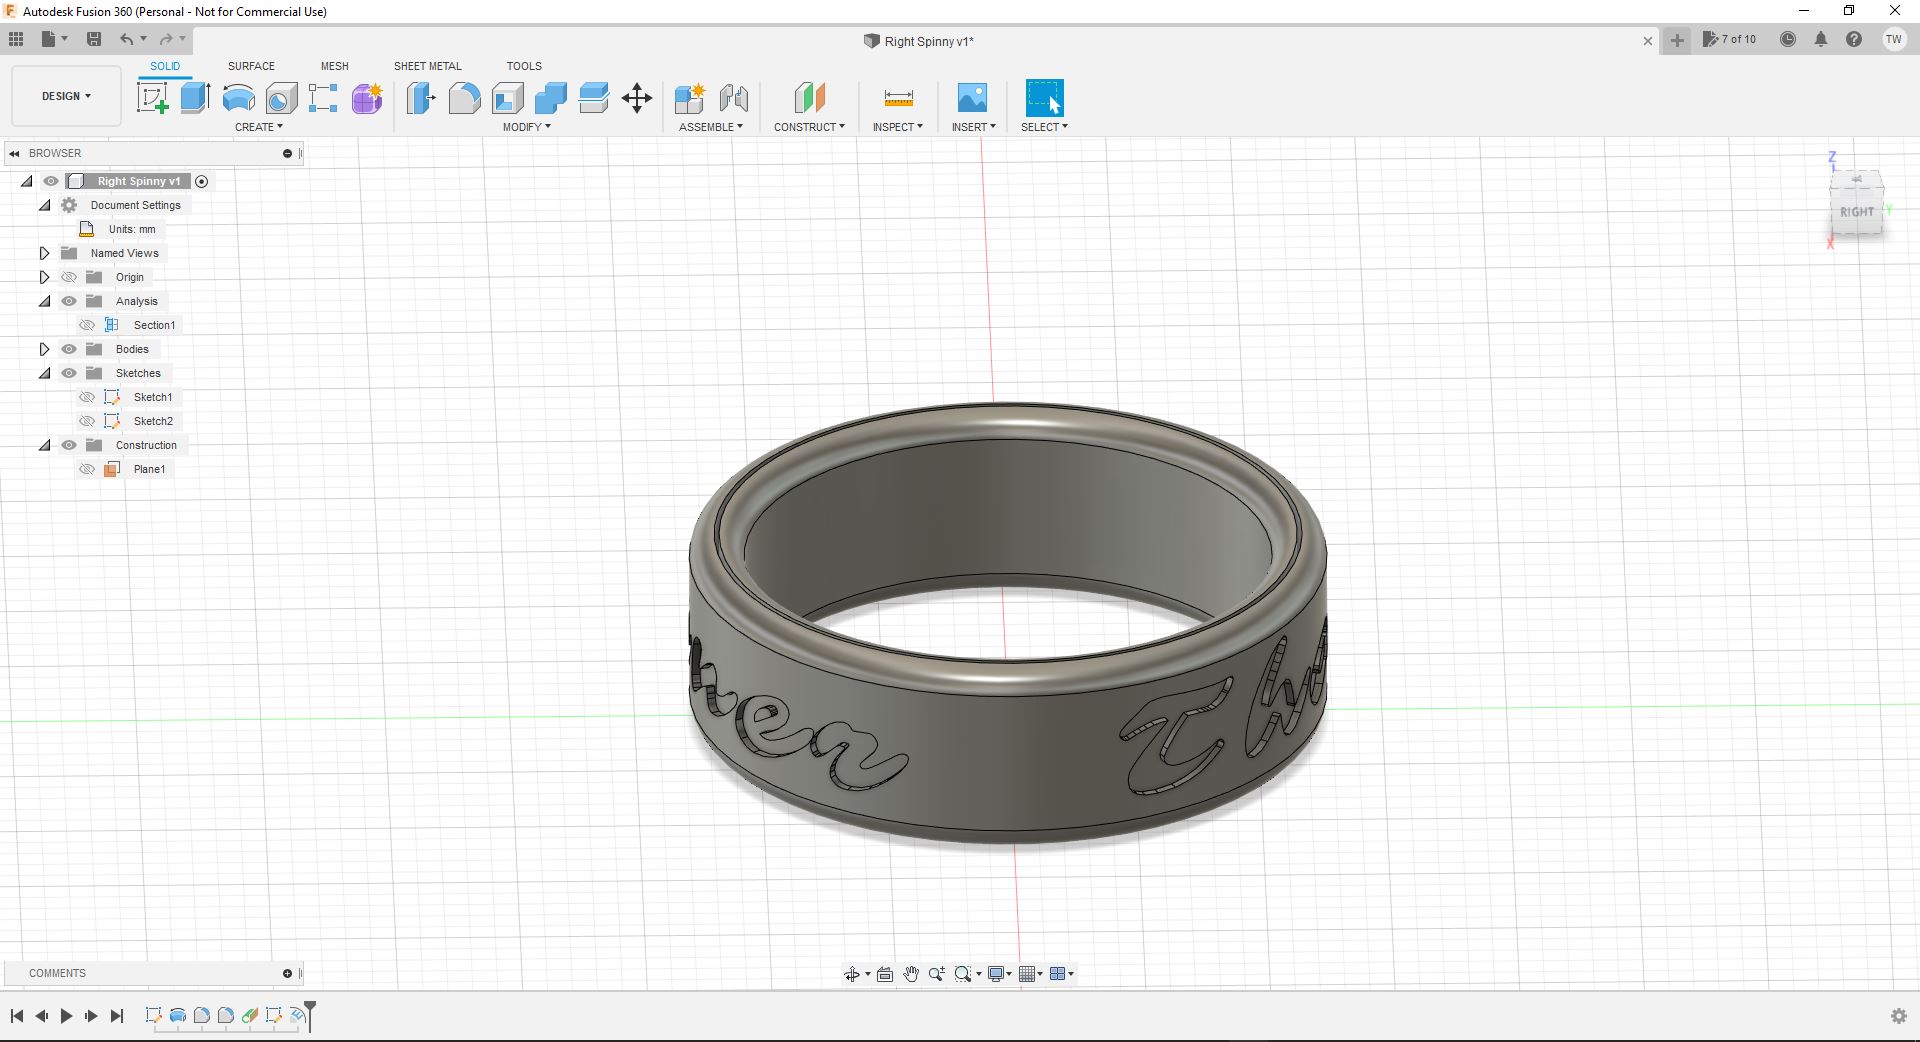 Autodesk Fusion 360 (Personal - Not for Commercial Use)
Right Spinny v1*
7 of 10
TW
DESIGN
SOLID
SURFACE
MESH
SHEET METAL
TOOLS
CREATE
MODIFY
ASSEMBLE
CONSTRUCT
INSPECT
INSERT
SELECT
BROWSER
Right Spinny v1
Document Settings
Units: mm
Named Views
Origin
Analysis
Section1
Bodies
Sketches
Sketch1
Sketch2
Construction
Plane1
Z
RIGHT
Y
X
COMMENTS